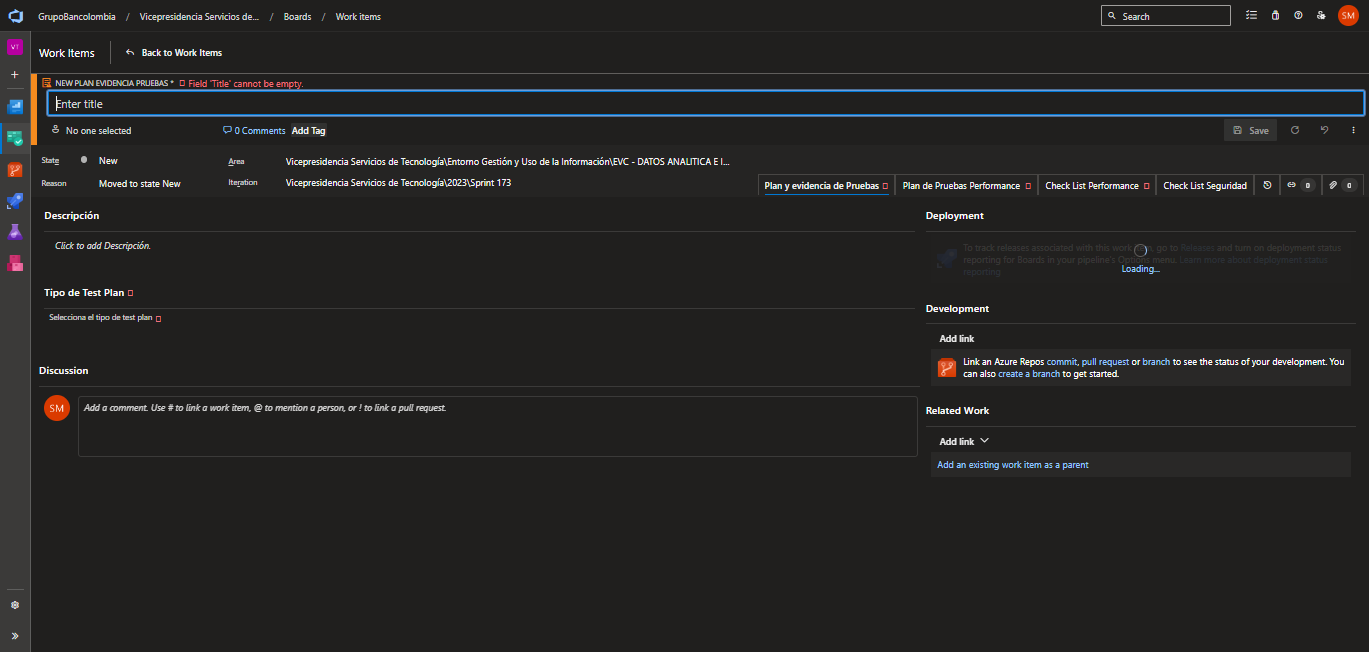 GrupoBancolombia / Vicepresidencia Servicios de... / Boards / Work items
Search
SM
VT
Work Items
Back to Work Items
NEW PLAN EVIDENCIA PRUEBAS * Field 'Title' cannot be empty.
Enter title
No one selected
0 Comments
Add Tag
Save
State New
Area Vicepresidencia Servicios de Tecnología\Entorno Gestión y Uso de la Información\EVC - DATOS ANALITICA E I...
Reason Moved to state New
Iteration Vicepresidencia Servicios de Tecnología\2023\Sprint 173
Plan y evidencia de Pruebas
Plan de Pruebas Performance
Check List Performance
Check List Seguridad
0
0
Descripción
Click to add Descripción.
Tipo de Test Plan
Selecciona el tipo de test plan
Discussion
SM
Add a comment. Use # to link a work item, @ to mention a person, or ! to link a pull request.
Deployment
To track releases associated with this work item, go to Releases and turn on deployment status
reporting for Boards in your pipeline's Options menu. Learn more about deployment status
reporting
Loading...
Development
Add link
Link an Azure Repos commit, pull request or branch to see the status of your development. You
can also create a branch to get started.
Related Work
Add link
Add an existing work item as a parent